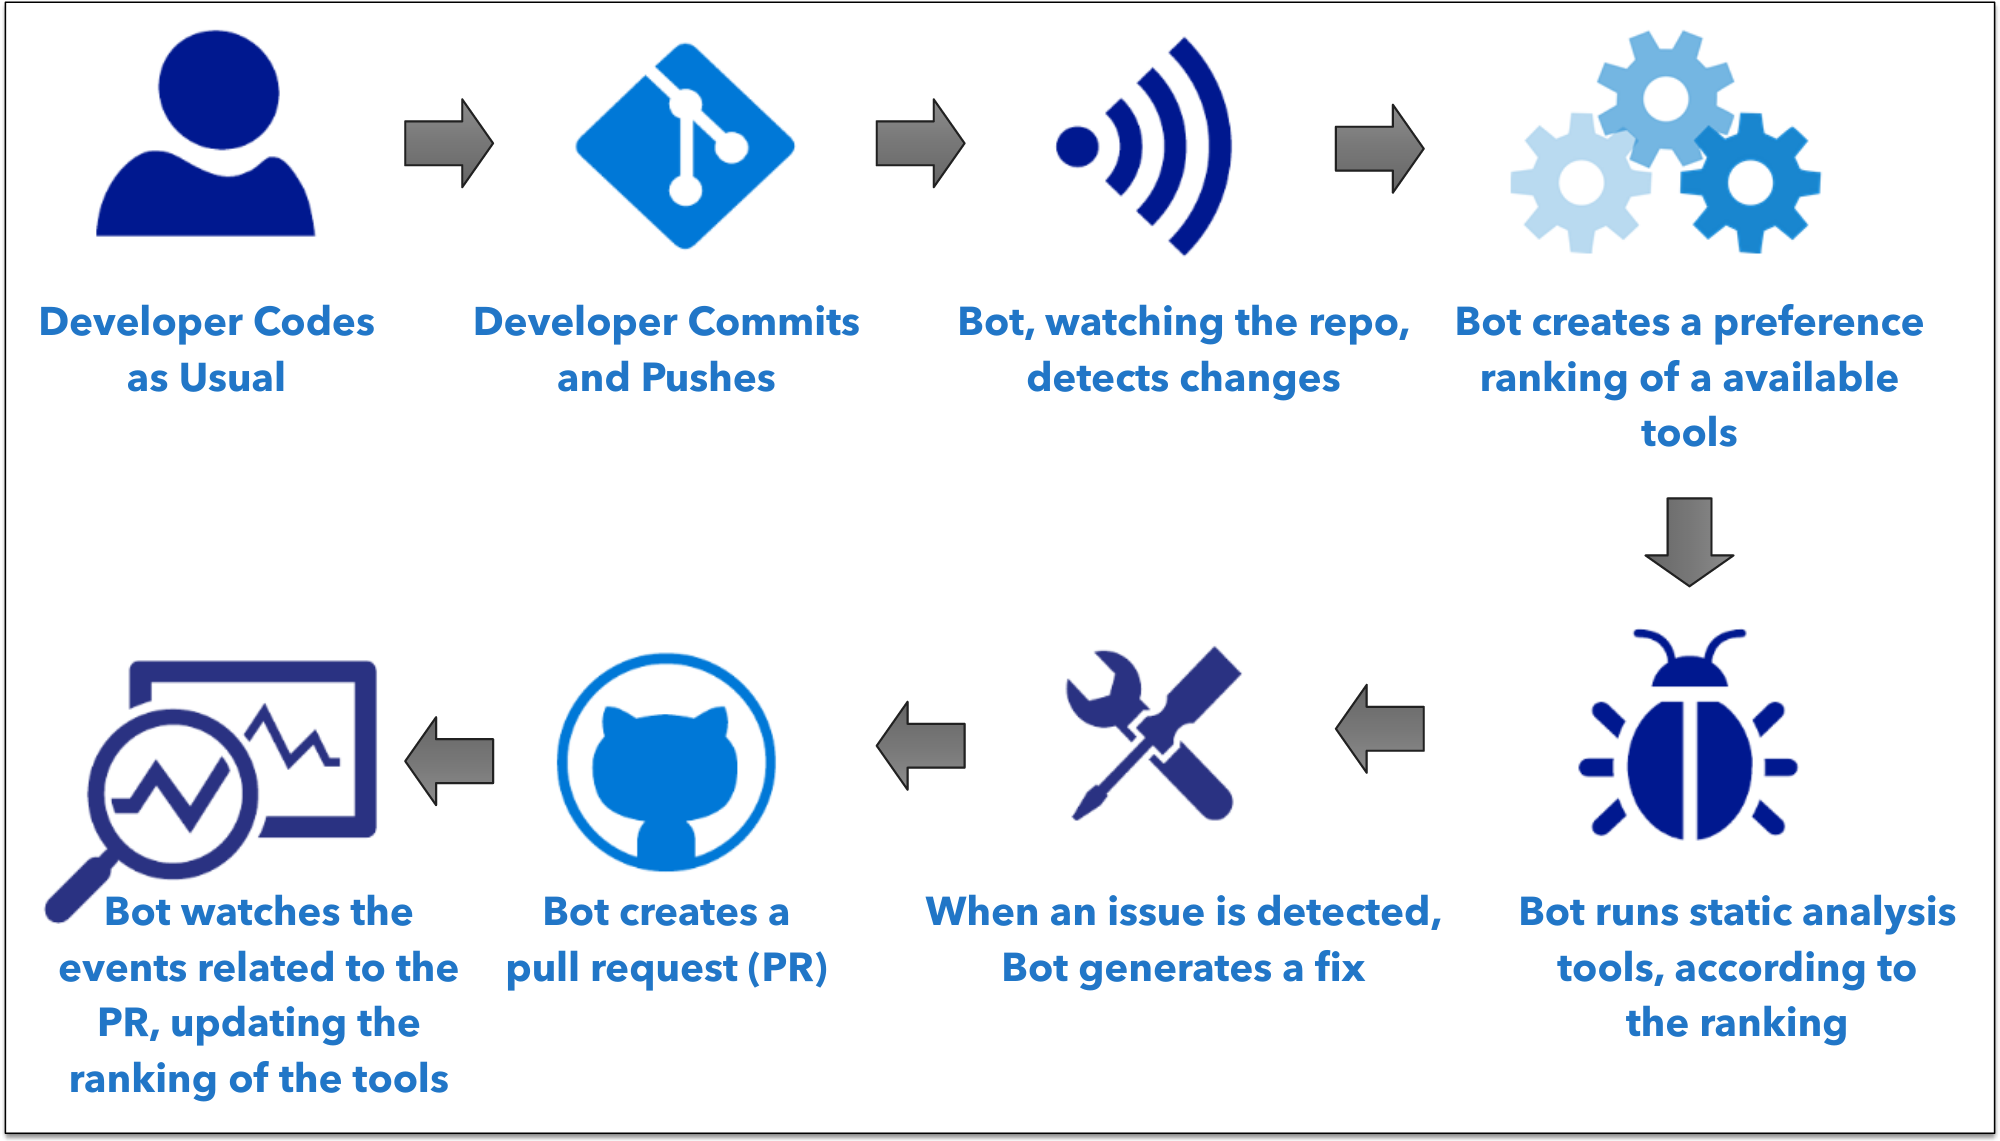 Developer Codes
as Usual
Developer Commits
and Pushes
Bot, watching the repo,
detects changes
Bot creates a preference
ranking of a available
tools
Bot runs static analysis
tools, according to
the ranking
When an issue is detected,
Bot generates a fix
Bot creates a
pull request (PR)
Bot watches the
events related to the
PR, updating the
ranking of the tools